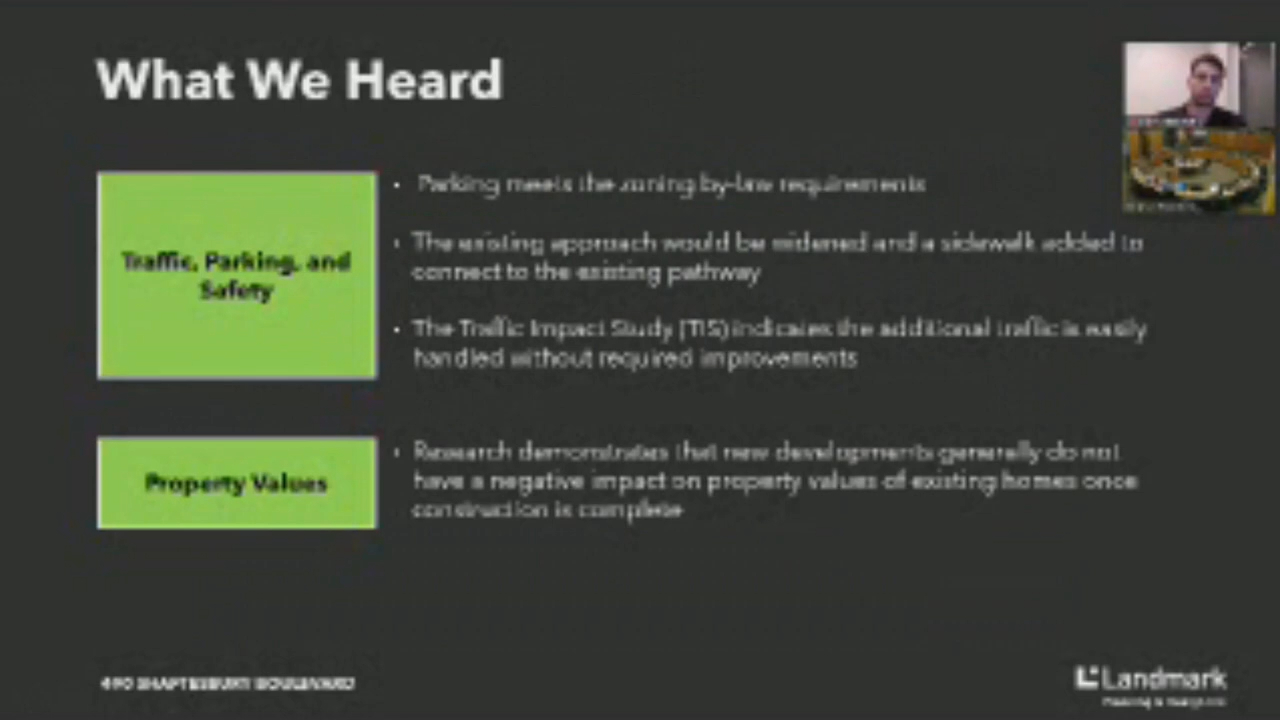 What We Heard
Traffic, Parking, and
Safety
• Parking meets the zoning by-law requirements
• The existing approach would be widened and a sidewalk added to
connect to the existing pathway
• The Traffic Impact Study (TIS) indicates the additional traffic is easily
handled without required improvements
Property Values
• Research demonstrates that new developments generally do not
have a negative impact on property values of existing homes once
construction is complete
490 SHAFTESBURY BOULEVARD
Landmark